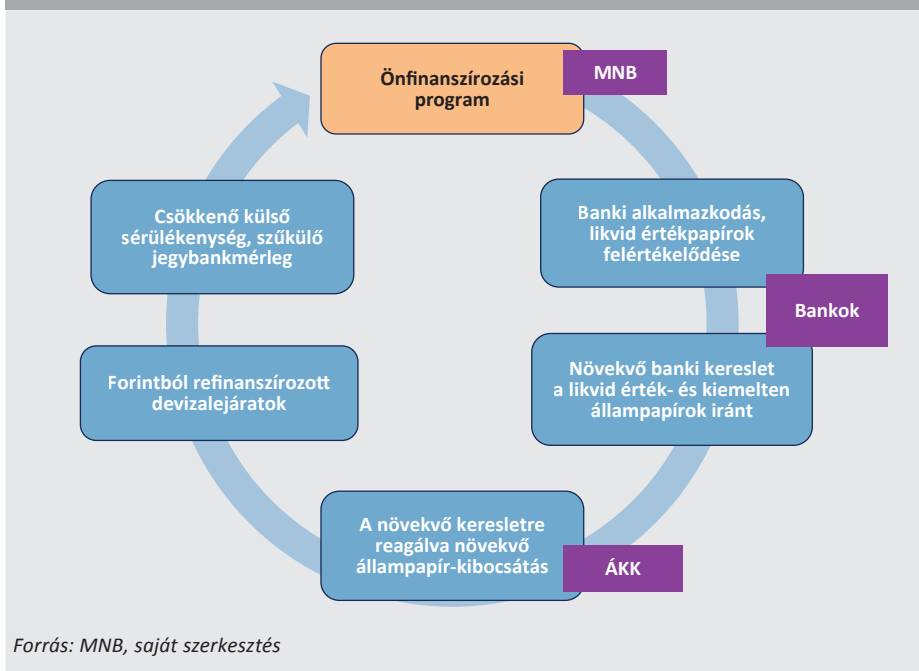 Önfinanszírozási
program
MNB
Banki alkalmazkodás,
likvid értékpapírok
felértékelődése
Bankok
Növekvő banki kereslet
a likvid érték- és kiemelten
állampapírok iránt
A növekvő keresletre
reagálva növekvő
állampapír-kibocsátás
ÁKK
Forintból refinanszírozott
devizalejáratok
Csökkenő külső
sérülékenység, szűkülő
jegybankmérleg
Forrás: MNB, saját szerkesztés